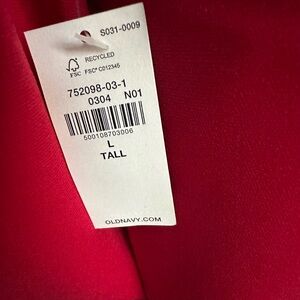 S031-0009
RECYCLED
FSC FSC® C012345
752098-03-1
0304 N01
500108703006
L
TALL
OLDNAVY.COM